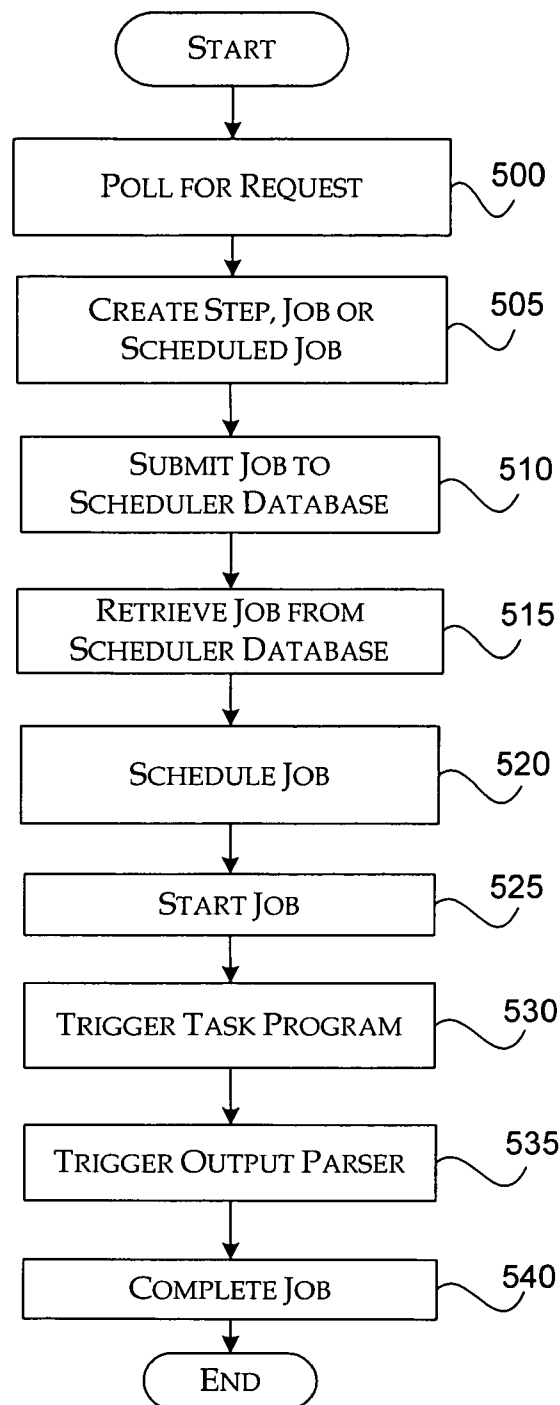 START
POLL FOR REQUEST
500
CREATE STEP, JOB OR
SCHEDULED JOB
505
SUBMIT JOB TO
SCHEDULER DATABASE
510
RETRIEVE JOB FROM
SCHEDULER DATABASE
515
SCHEDULE JOB
520
START JOB
525
TRIGGER TASK PROGRAM
530
TRIGGER OUTPUT PARSER
535
COMPLETE JOB
540
END